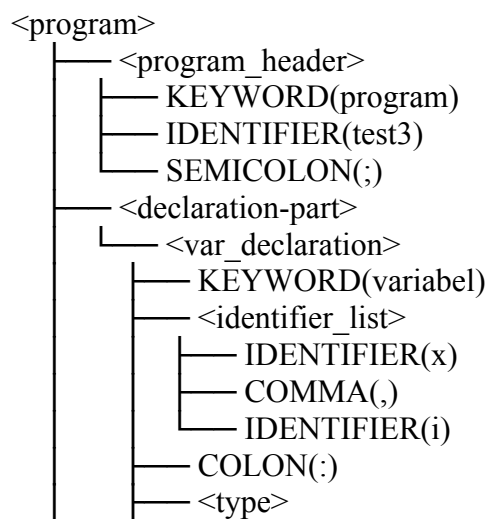 <program>
<program_header>
KEYWORD(program)
IDENTIFIER(test3)
SEMICOLON(;)
<declaration-part>
<var_declaration>
KEYWORD(variabel)
<identifier_list>
IDENTIFIER(x)
COMMA(,)
IDENTIFIER(i)
COLON(:)
<type>